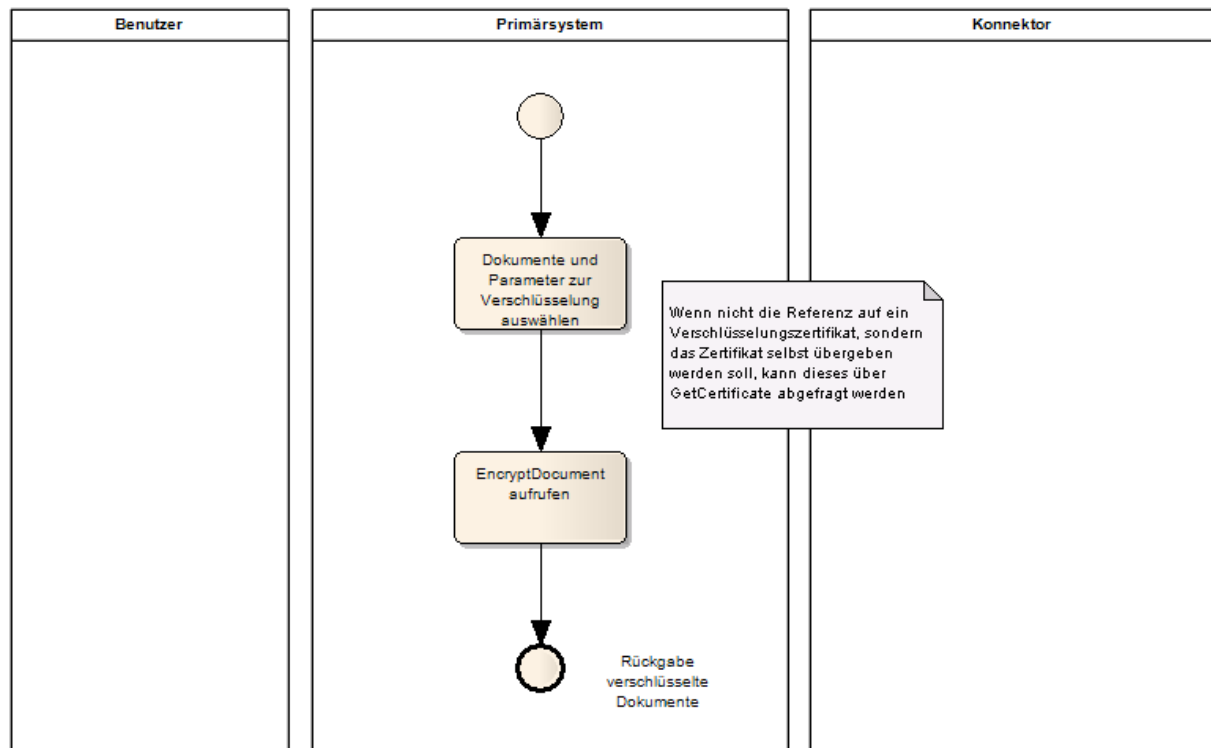 Benutzer
Primärsystem
Konnektor
Dokumente und
Parameter zur
Verschlüsselung
auswählen
Wenn nicht die Referenz auf ein
Verschlüsselungszertifikat, sondern
das Zertifikat selbst übergeben
werden soll, kann dieses über
GetCertificate abgefragt werden
EncryptDocument
aufrufen
Rückgabe
verschlüsselte
Dokumente